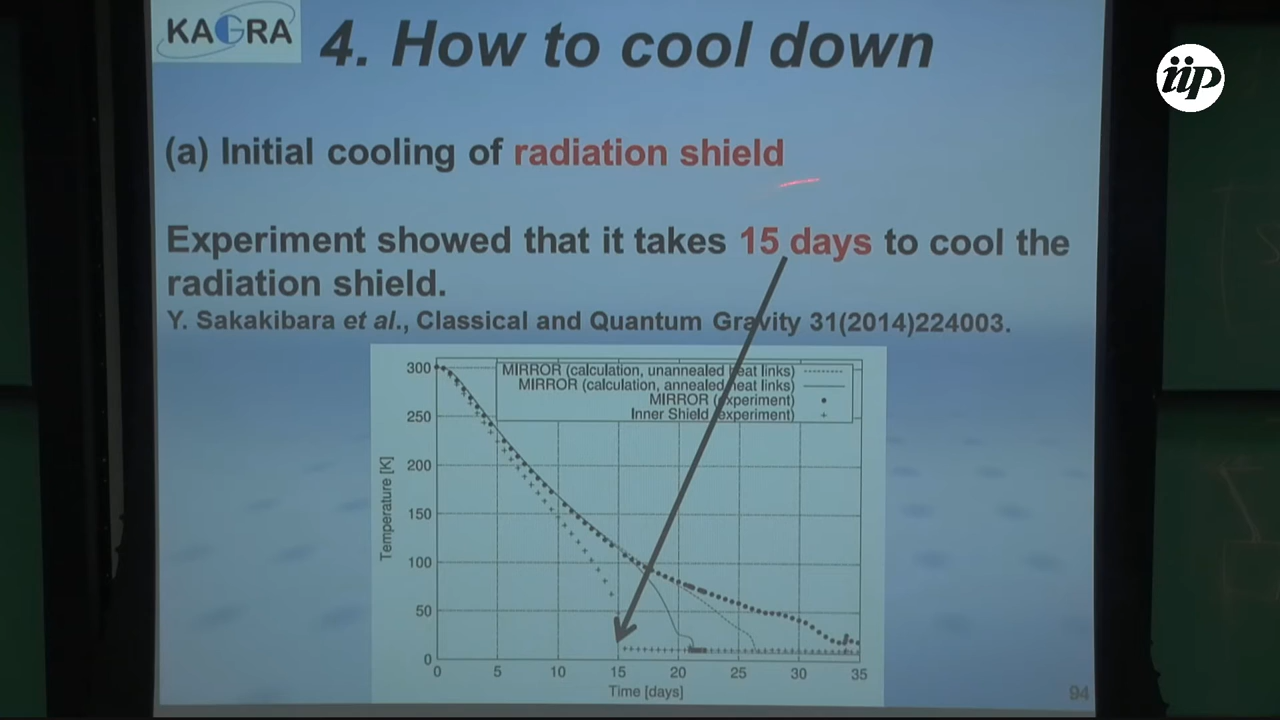 KAGRA
4. How to cool down
iip
(a) Initial cooling of radiation shield
Experiment showed that it takes 15 days to cool the
radiation shield.
Y. Sakakibara et al., Classical and Quantum Gravity 31(2014)224003.
MIRROR (calculation, unannealed heat links)
MIRROR (calculation, annealed heat links)
MIRROR (experiment)
Inner Shield (experiment)
300
250
200
150
100
50
0
Temperature [K]
0 5 10 15 20 25 30 35
Time [days]
94